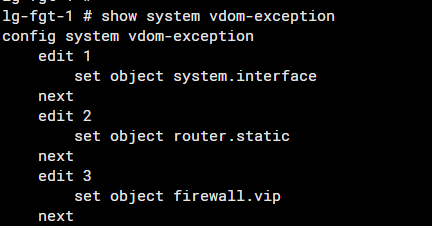 lg-fgt-1 # show system vdom-exception
config system vdom-exception
    edit 1
        set object system.interface
    next
    edit 2
        set object router.static
    next
    edit 3
        set object firewall.vip
    next